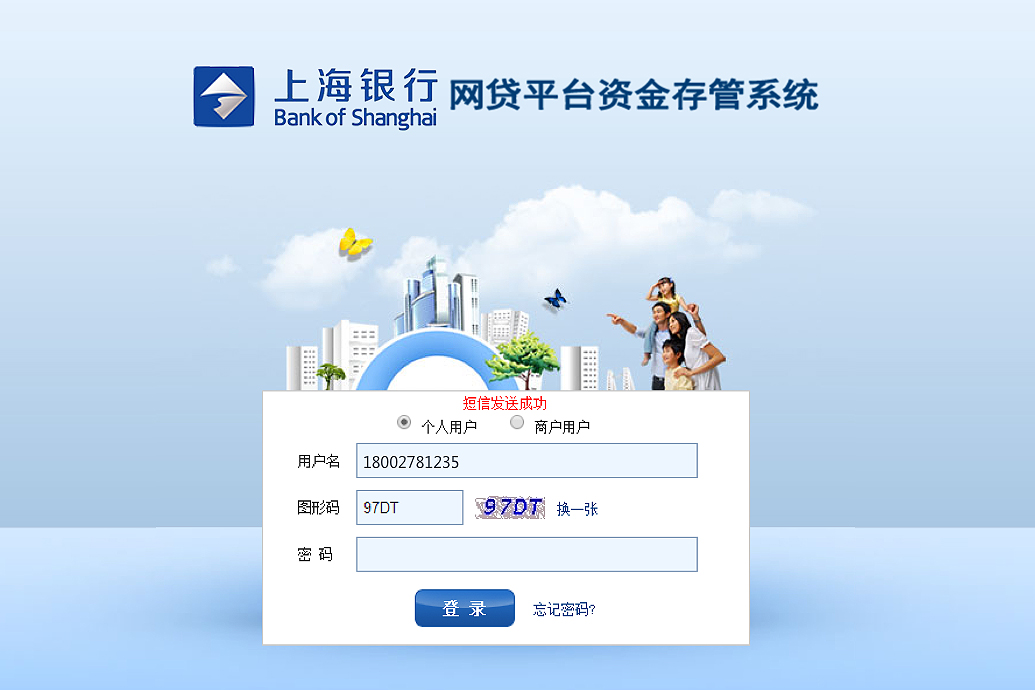 上海银行 网贷平台资金存管系统
Bank of Shanghai
短信发送成功
个人用户 商户用户
用户名 18002781235
图形码 97DT 97DT 换一张
密 码
登 录 忘记密码?